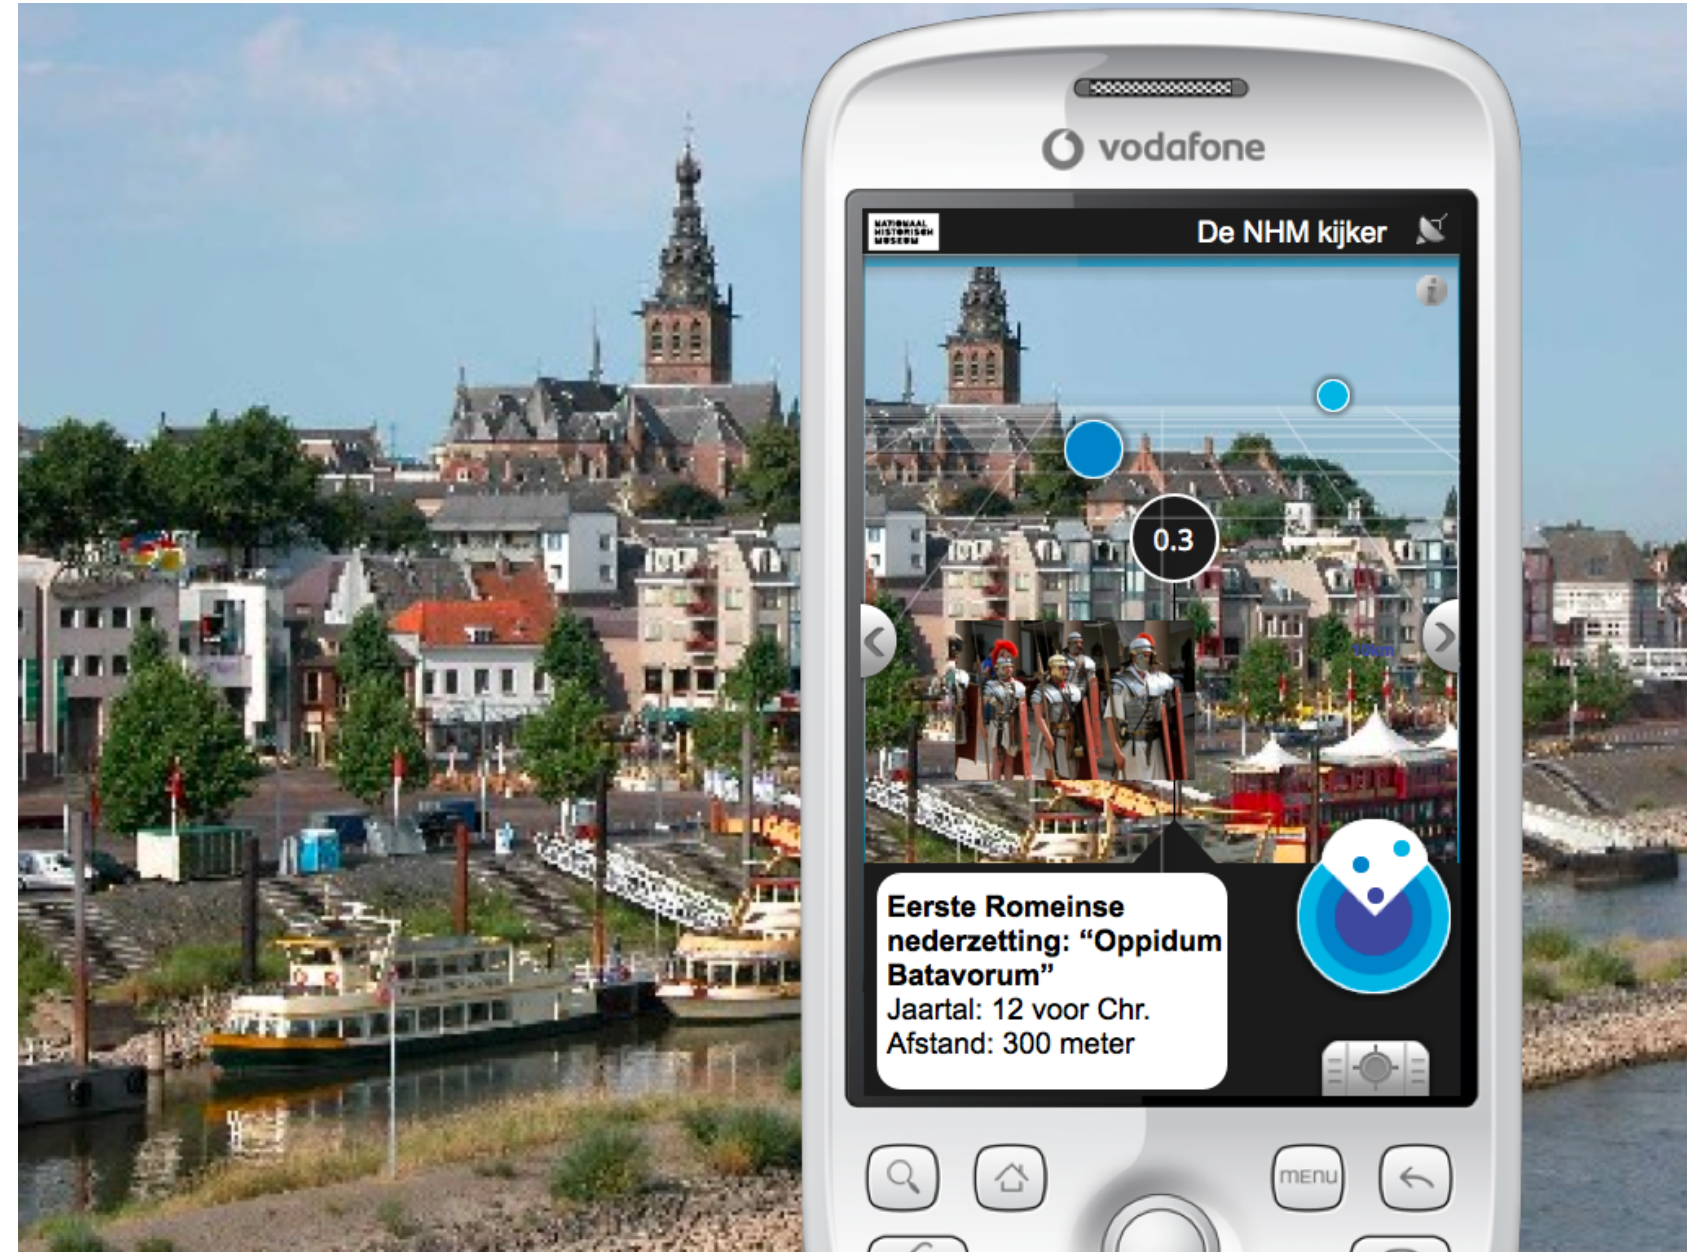 vodafone
NATIONAAL
HISTORISCH
MUSEUM
De NHM kijker
i
0.3
10km
Eerste Romeinse
nederzetting: “Oppidum
Batavorum”
Jaartal: 12 voor Chr.
Afstand: 300 meter
menu